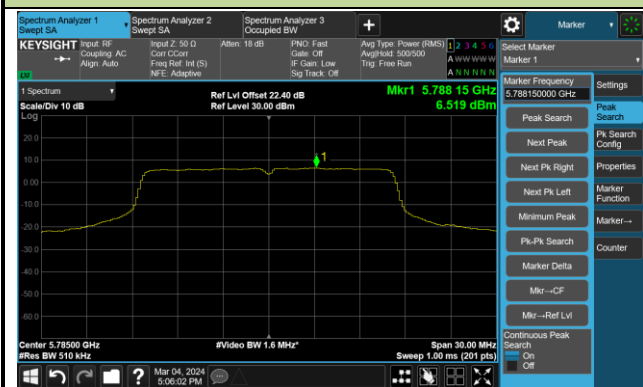 Spectrum Analyzer 1
Swept SA
Spectrum Analyzer 2
Swept SA
Spectrum Analyzer 3
Occupied BW
+
Marker
KEYSIGHT
Input: RF
Coupling: AC
Align: Auto
Input Z: 50 Ω
Corr CCorr
Freq Ref: Int (S)
NFE: Adaptive
Atten: 18 dB
PNO: Fast
Gate: Off
IF Gain: Low
Sig Track: Off
Avg Type: Power (RMS)
Avg|Hold: 500/500
Trig: Free Run
1 2 3 4 5 6
A W W W W W
A N N N N N
Select Marker
Marker 1
1 Spectrum
Scale/Div 10 dB
Log
Ref Lvl Offset 22.40 dB
Ref Level 30.00 dBm
Mkr1 5.788 15 GHz
6.519 dBm
20.0
10.0
0.00
-10.0
-20.0
-30.0
-40.0
-50.0
-60.0
1
Center 5.78500 GHz
#Res BW 510 kHz
#Video BW 1.6 MHz*
Span 30.00 MHz
Sweep 1.00 ms (201 pts)
Marker Frequency
5.788150000 GHz
Peak Search
Next Peak
Next Pk Right
Next Pk Left
Minimum Peak
Pk-Pk Search
Marker Delta
Mkr→CF
Mkr→Ref Lvl
Continuous Peak
Search
On
Off
Settings
Peak
Search
Pk Search
Config
Properties
Marker
Function
Marker→
Counter
?
Mar 04, 2024
5:06:02 PM